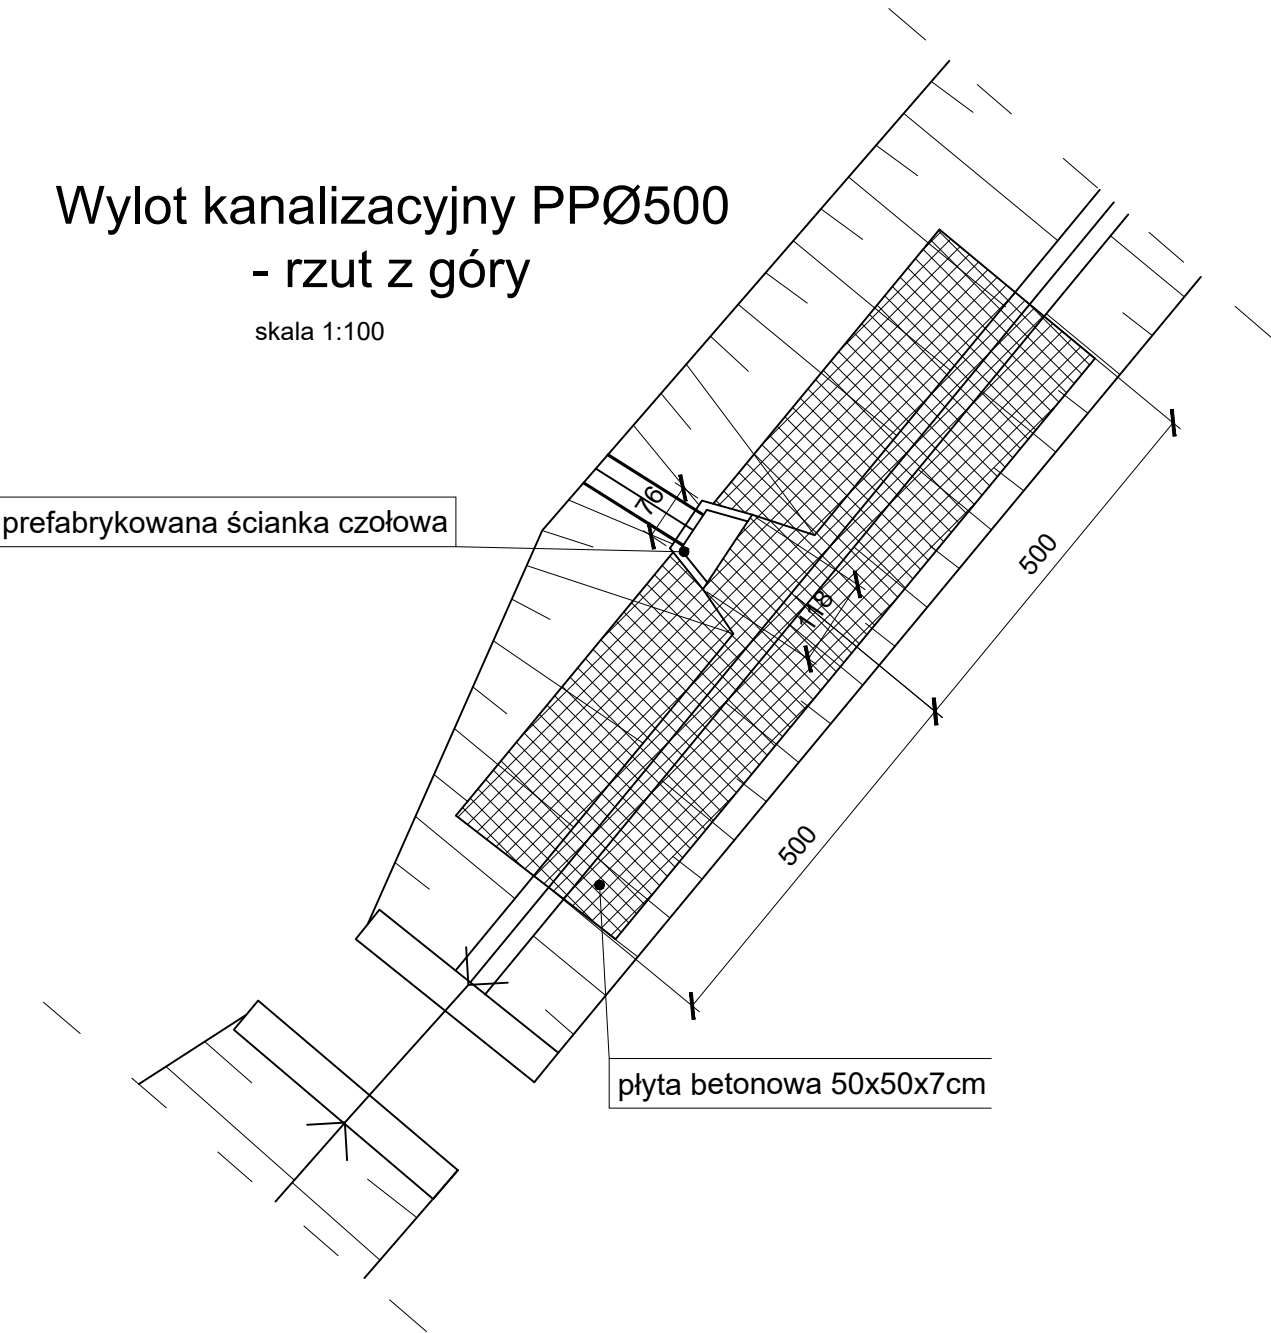 Wylot kanalizacyjny PPØ500
- rzut z góry
skala 1:100
76
prefabrykowana ścianka czołowa
500
118
500
płyta betonowa 50x50x7cm